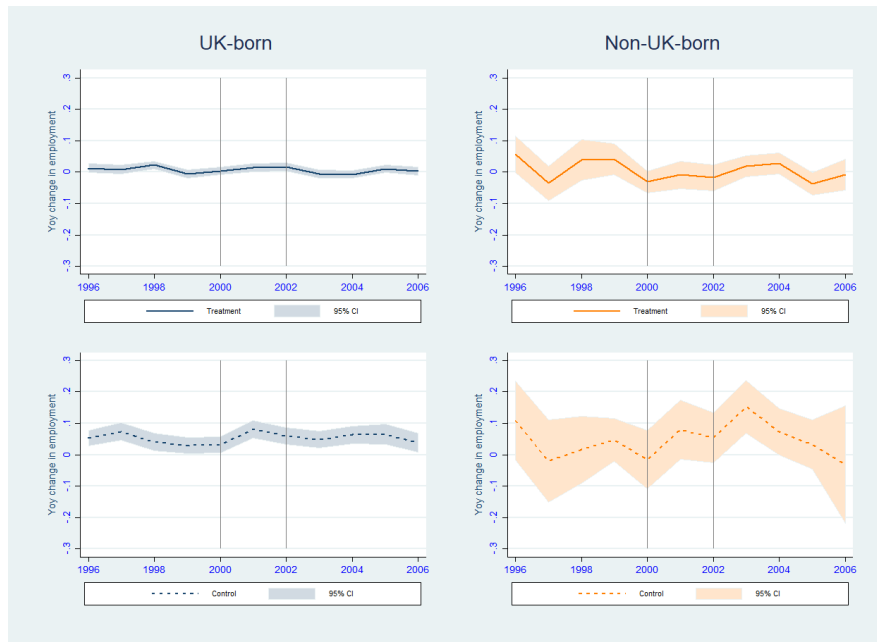 UK-born
Non-UK-born
Yoy change in employment
.3
.2
.1
0
-.1
-.2
-.3
1996 1998 2000 2002 2004 2006
Treatment 95% CI
Yoy change in employment
.3
.2
.1
0
-.1
-.2
-.3
1996 1998 2000 2002 2004 2006
Treatment 95% CI
Yoy change in employment
.3
.2
.1
0
-.1
-.2
-.3
1996 1998 2000 2002 2004 2006
Control 95% CI
Yoy change in employment
.3
.2
.1
0
-.1
-.2
-.3
1996 1998 2000 2002 2004 2006
Control 95% CI